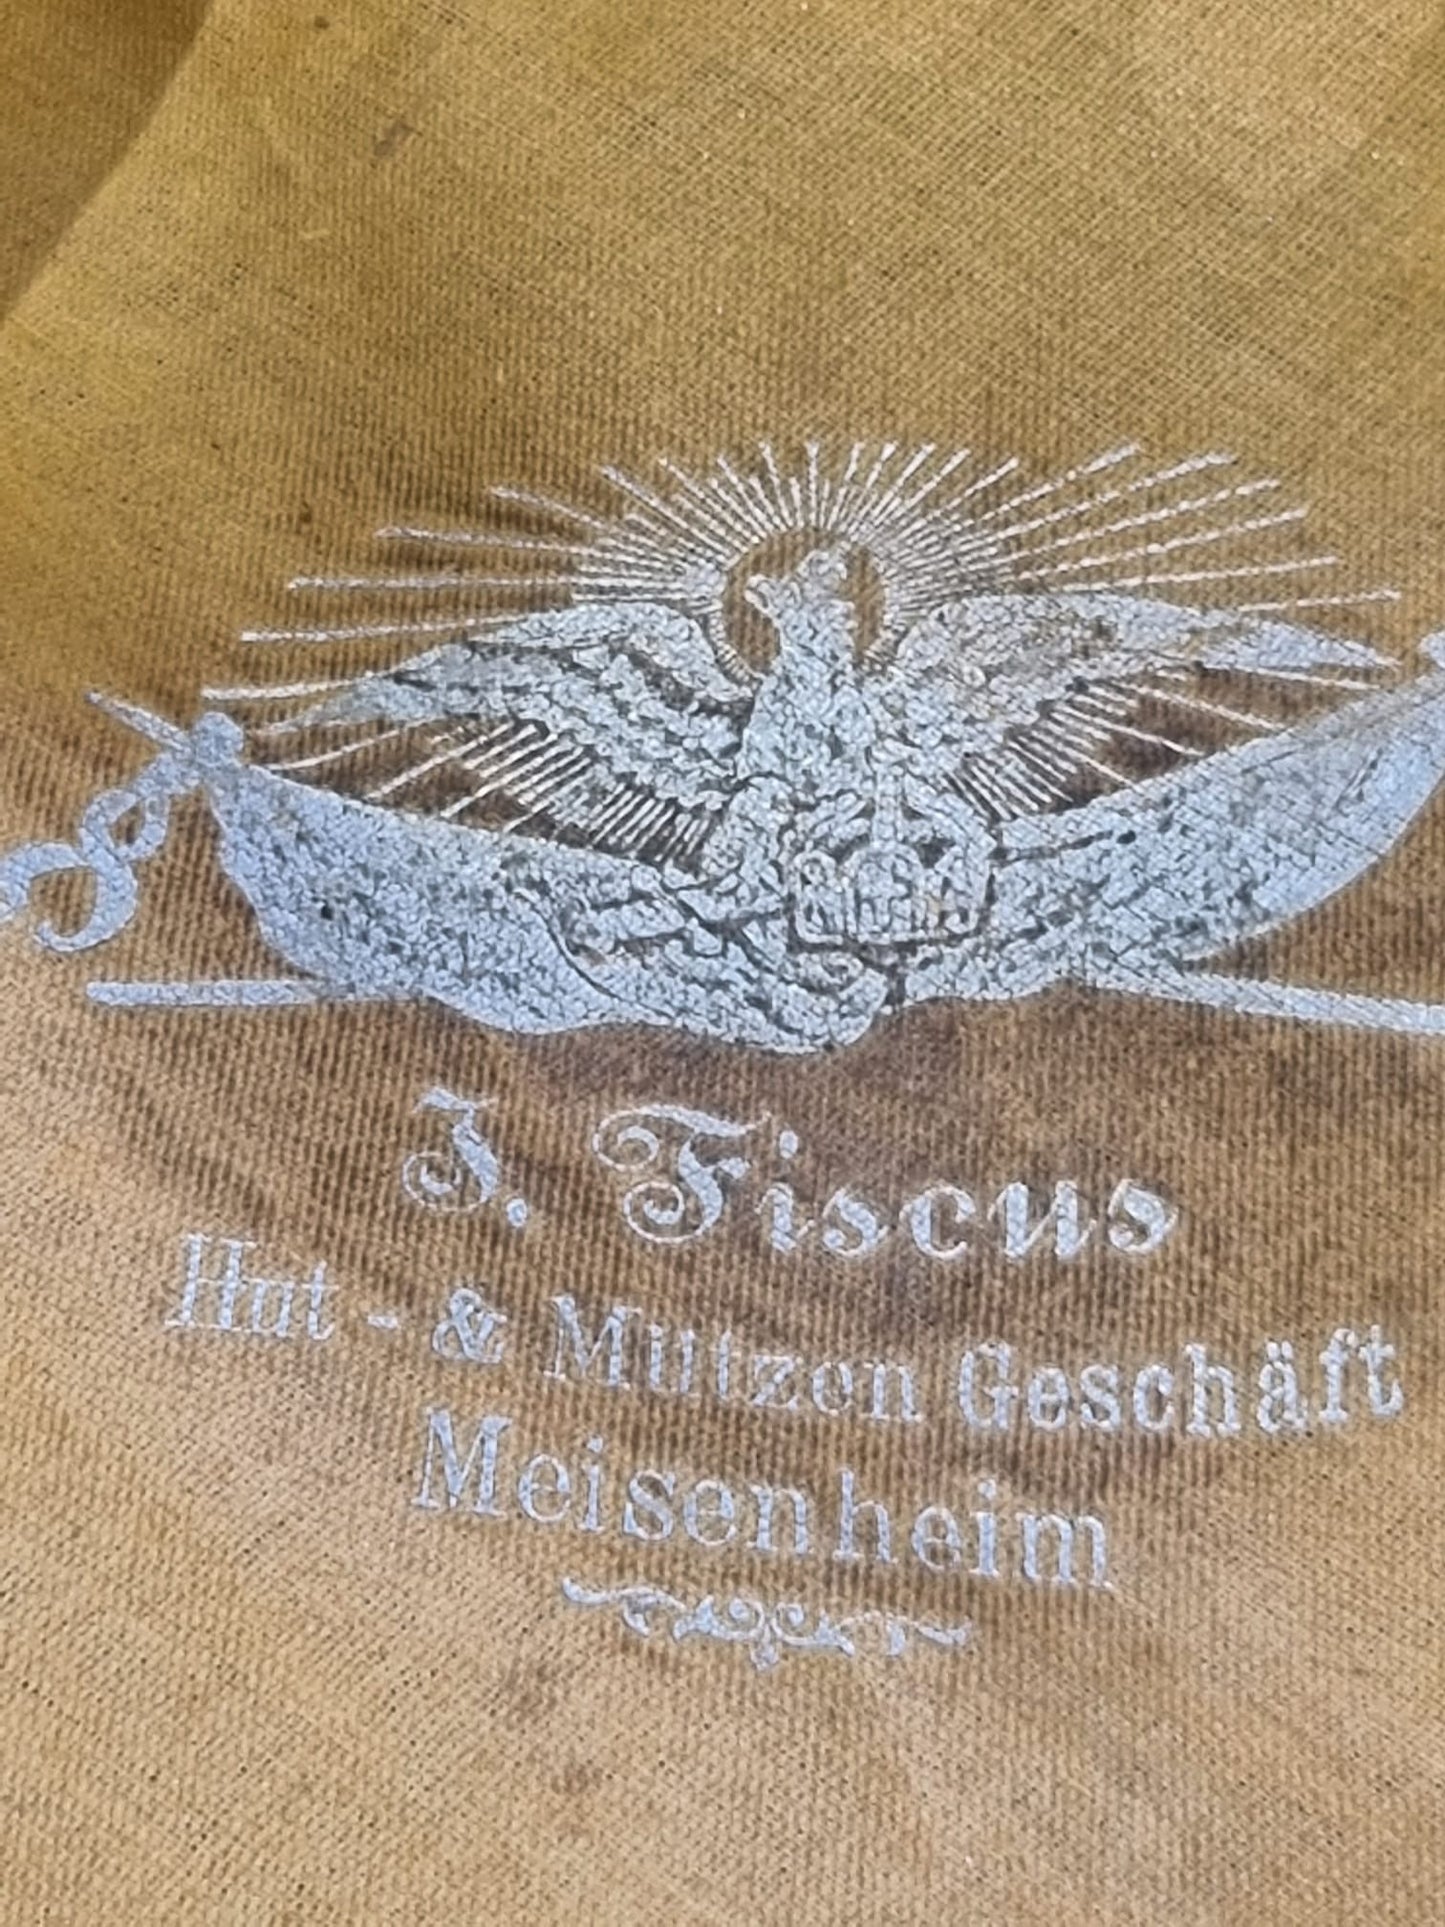 J. Fiscus
Hut - & Mützen Geschäft
Meisenheim